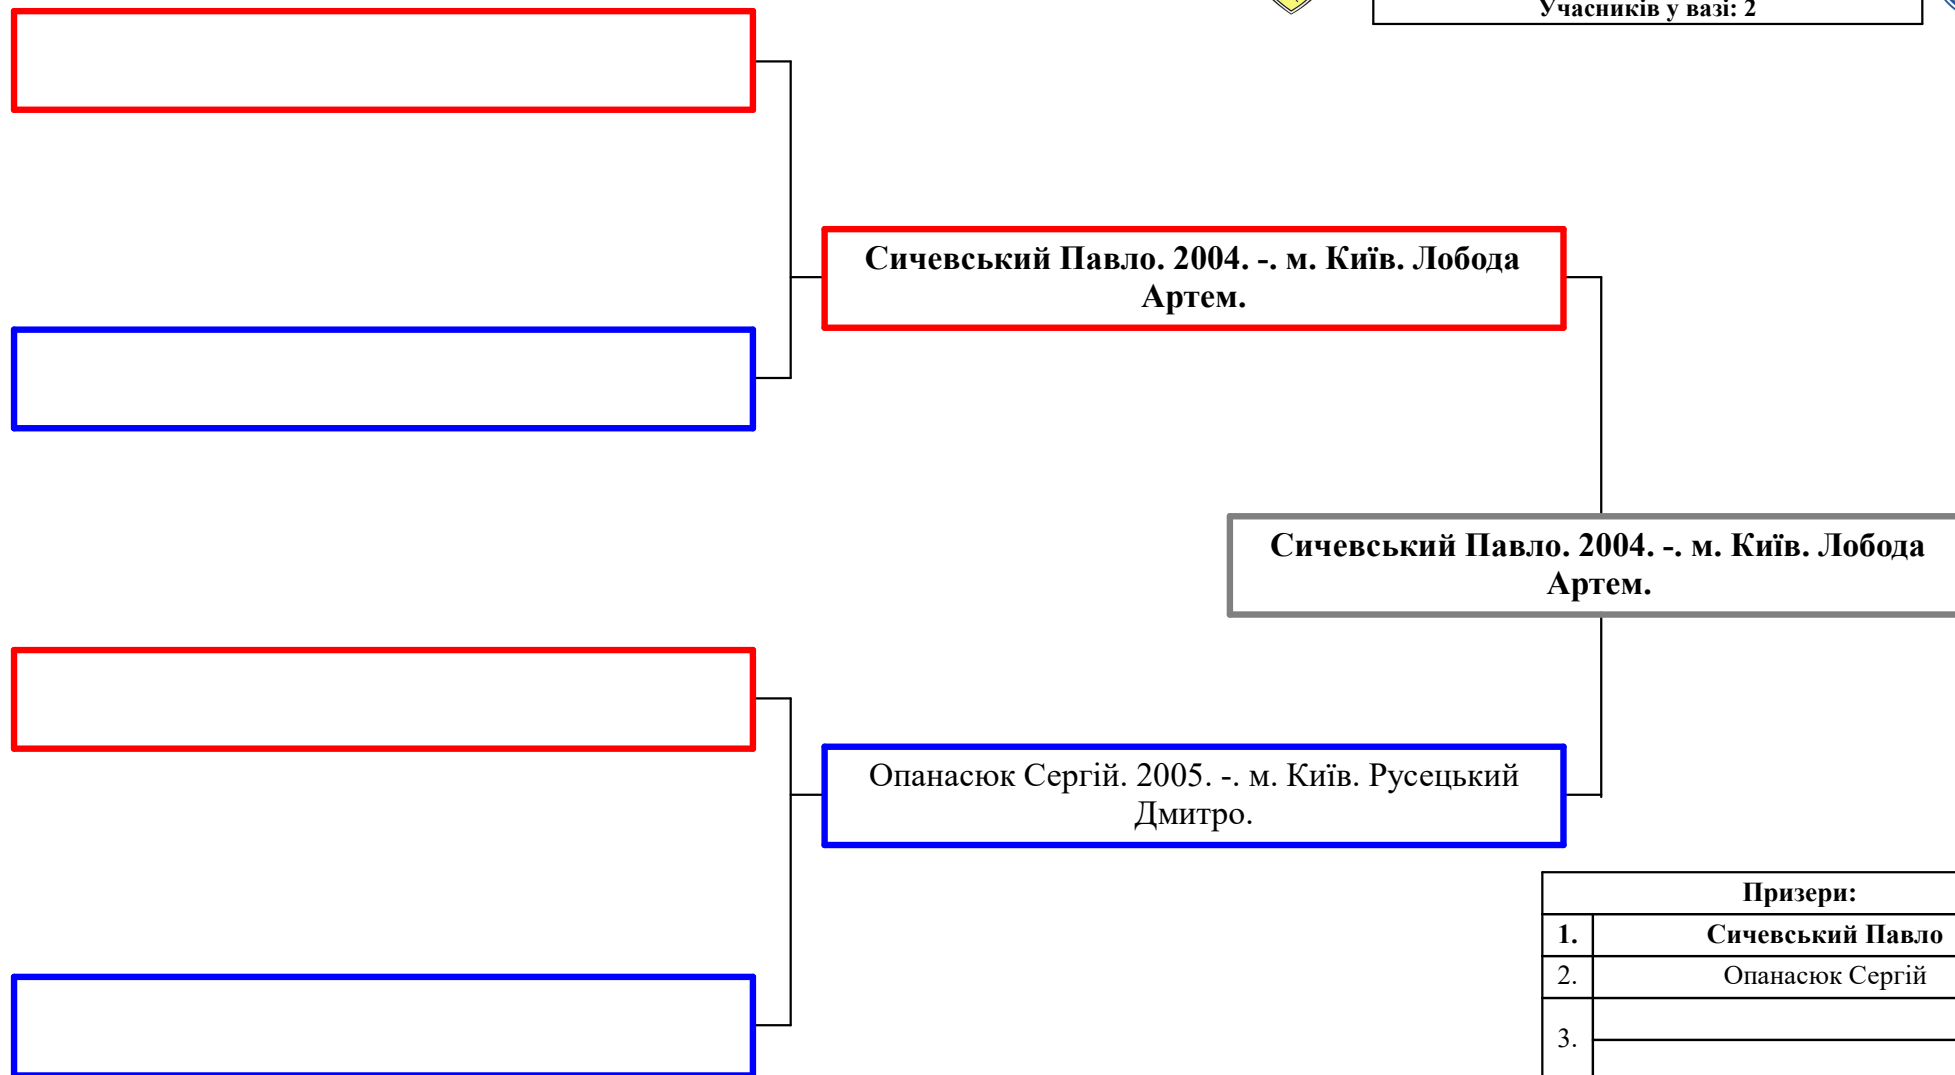 Учасників у вазі: 2
Сичевський Павло. 2004. -. м. Київ. Лобода
Артем.
Сичевський Павло. 2004. -. м. Київ. Лобода
Артем.
Опанасюк Сергій. 2005. -. м. Київ. Русецький
Дмитро.
Призери:
1. Сичевський Павло
2. Опанасюк Сергій
3.